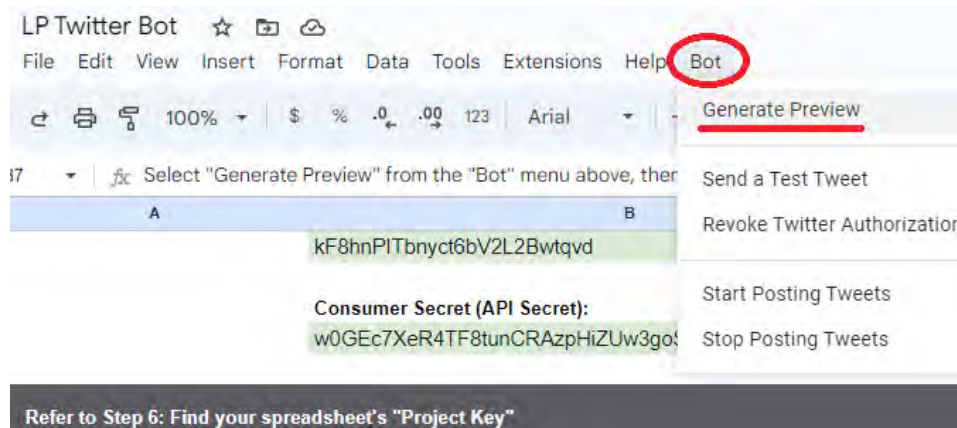 LP Twitter Bot
File Edit View Insert Format Data Tools Extensions Help Bot
100% $ % .0 .00 123 Arial
Generate Preview
37 fx Select "Generate Preview" from the "Bot" menu above, then
Send a Test Tweet
A B
Revoke Twitter Authorization
kF8hnPITbnyct6bV2L2Bwtqvd
Start Posting Tweets
Consumer Secret (API Secret):
w0GEc7XeR4TF8tunCRAzpHiZUw3go
Stop Posting Tweets
Refer to Step 6: Find your spreadsheet's "Project Key"